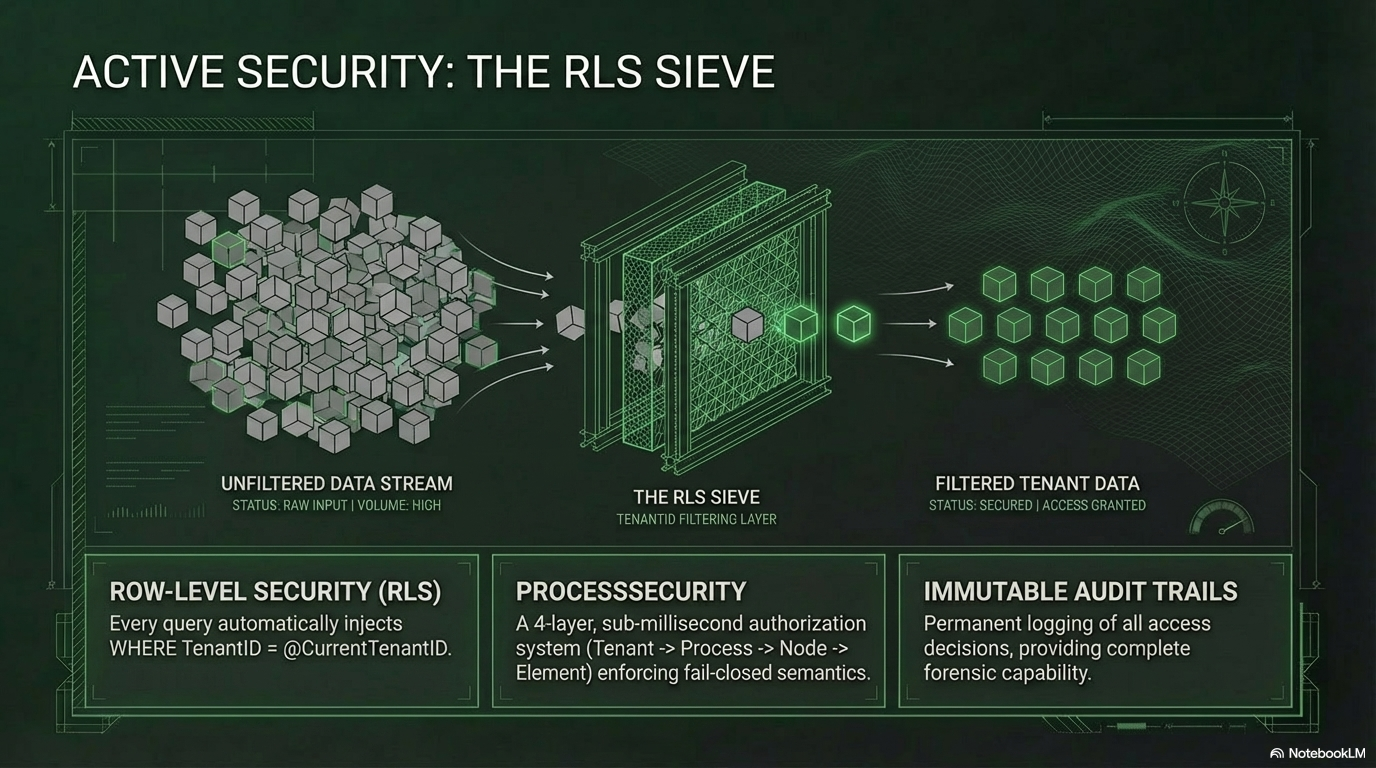 ACTIVE SECURITY: THE RLS SIEVE
UNFILTERED DATA STREAM
STATUS: RAW INPUT | VOLUME: HIGH
THE RLS SIEVE
TENANTID FILTERING LAYER
FILTERED TENANT DATA
STATUS: SECURED | ACCESS GRANTED
ROW-LEVEL SECURITY (RLS)
Every query automatically injects
WHERE TenantID = @CurrentTenantID.
PROCESSSECURITY
A 4-layer, sub-millisecond authorization
system (Tenant -> Process -> Node ->
Element) enforcing fail-closed semantics.
IMMUTABLE AUDIT TRAILS
Permanent logging of all access
decisions, providing complete
forensic capability.
NotebookLM